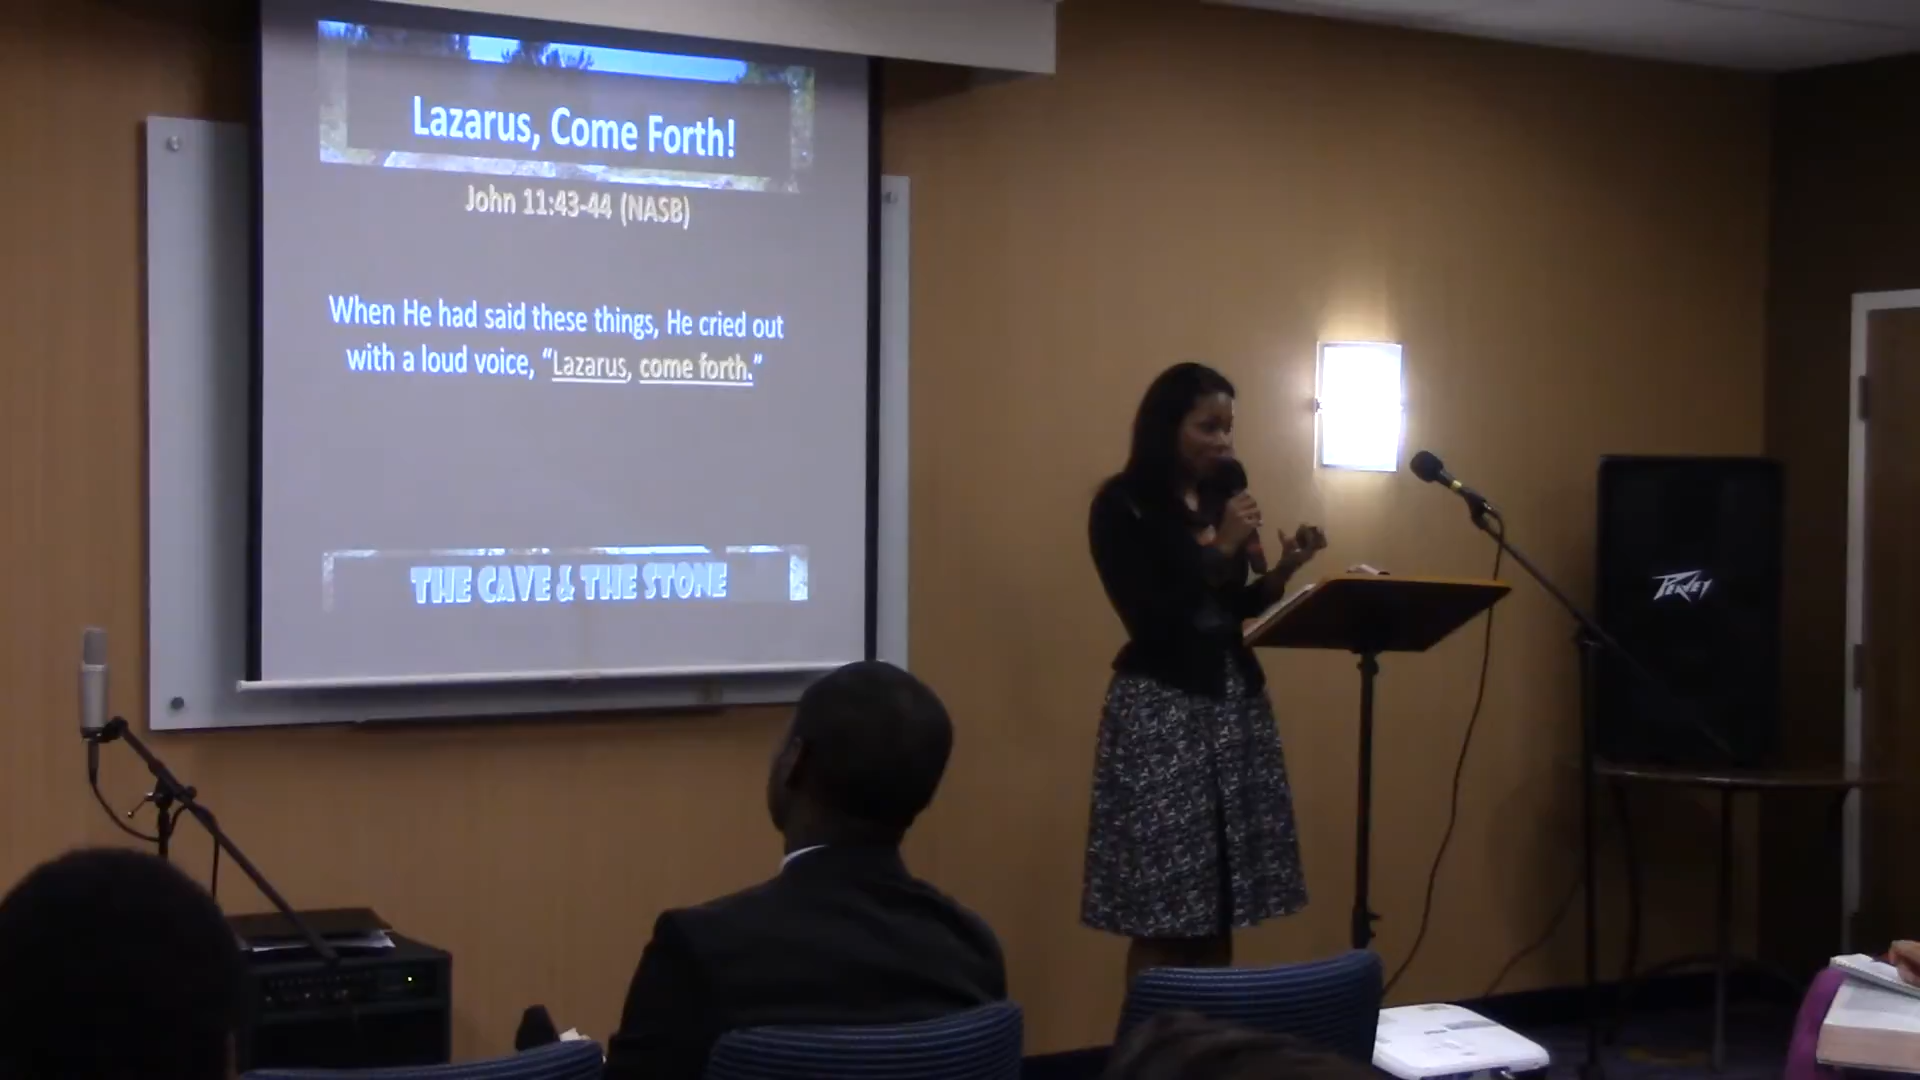 Lazarus, Come Forth!
John 11:43-44 (NASB)
When He had said these things, He cried out
with a loud voice, “Lazarus, come forth.”
THE CAVE & THE STONE
PEAVEY